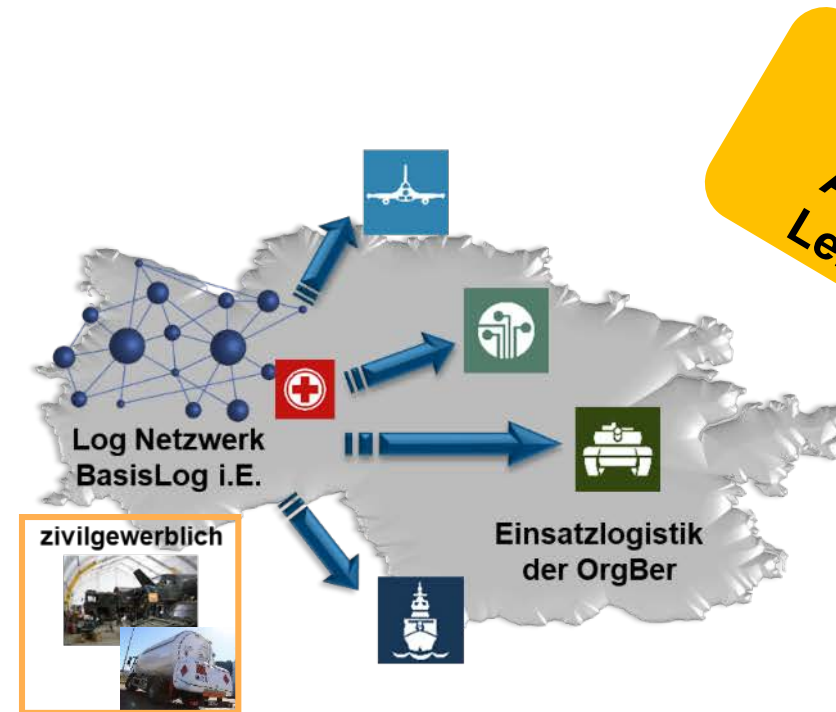 Log Netzwerk
BasisLog i.E.
zivilgewerblich
Einsatzlogistik
der OrgBer